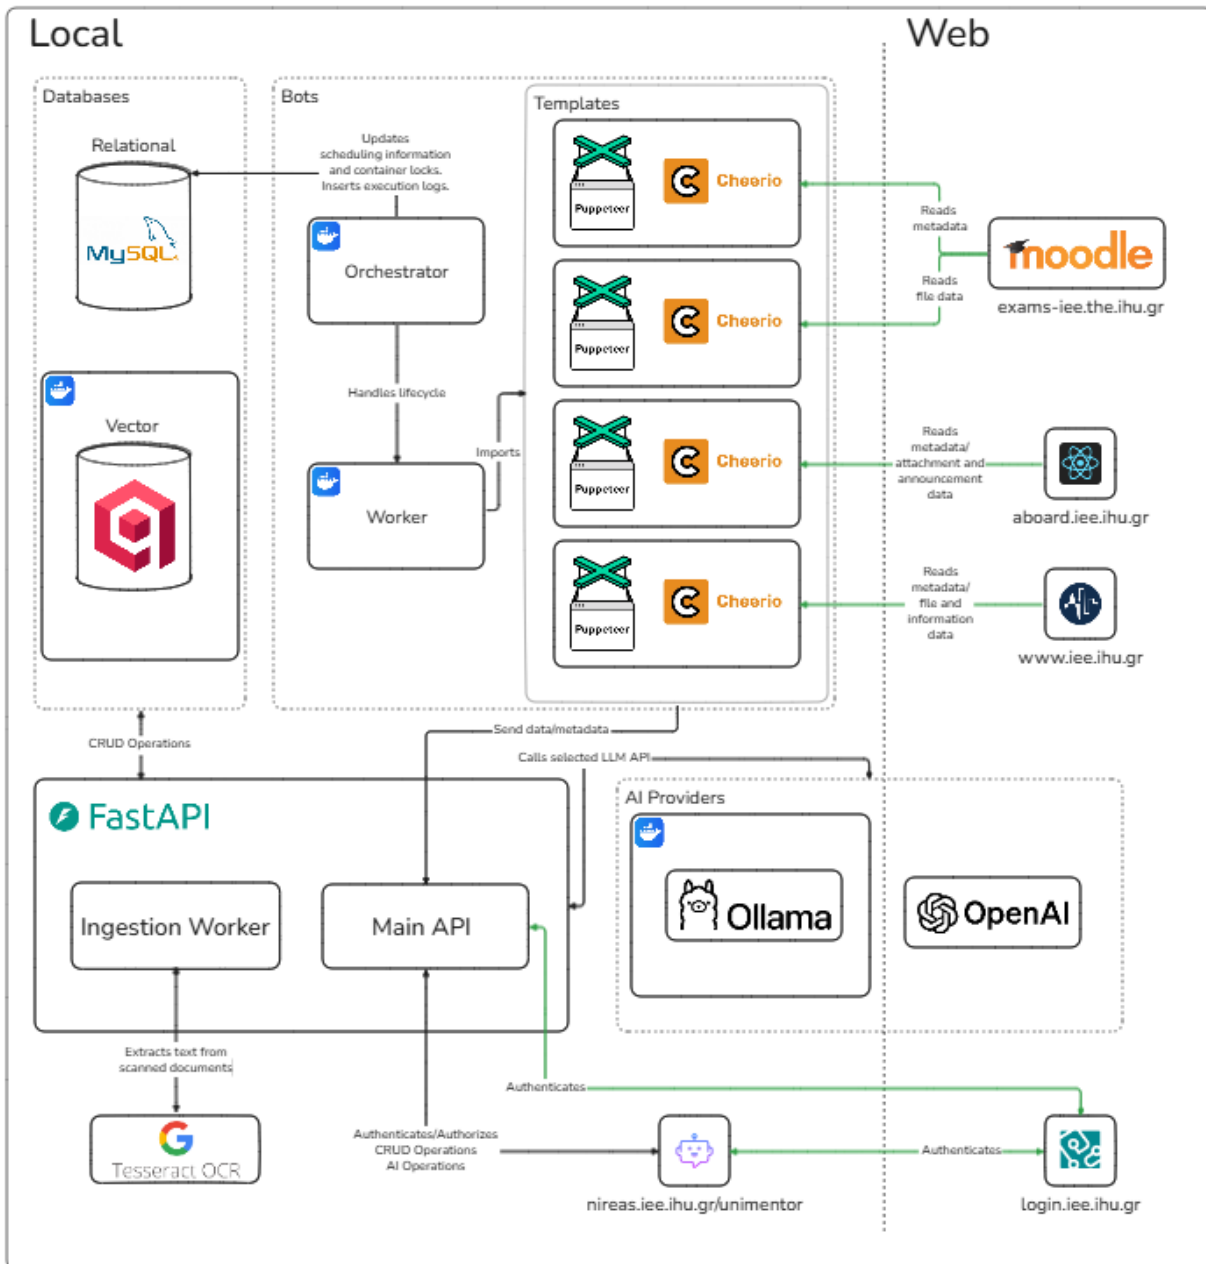 Local
Web
Databases
Bots
Templates
Relational
MySQL
Updates
scheduling information
and container locks.
Inserts execution logs.
Orchestrator
Handles lifecycle
Worker
Imports
Vector
Puppeteer
Cheerio
Puppeteer
Cheerio
Puppeteer
Cheerio
Puppeteer
Cheerio
Reads
metadata
Reads
file data
moodle
exams-iee.the.ihu.gr
Reads
metadata/
attachment and
announcement
data
aboard.iee.ihu.gr
Reads
metadata/
file and
information
data
www.iee.ihu.gr
CRUD Operations
Send data/metadata
Calls selected LLM API
FastAPI
Ingestion Worker
Main API
AI Providers
Ollama
OpenAI
Extracts text from
scanned documents
Tesseract OCR
Authenticates
Authenticates/Authorizes
CRUD Operations
AI Operations
Authenticates
nireas.iee.ihu.gr/unimentor
login.iee.ihu.gr